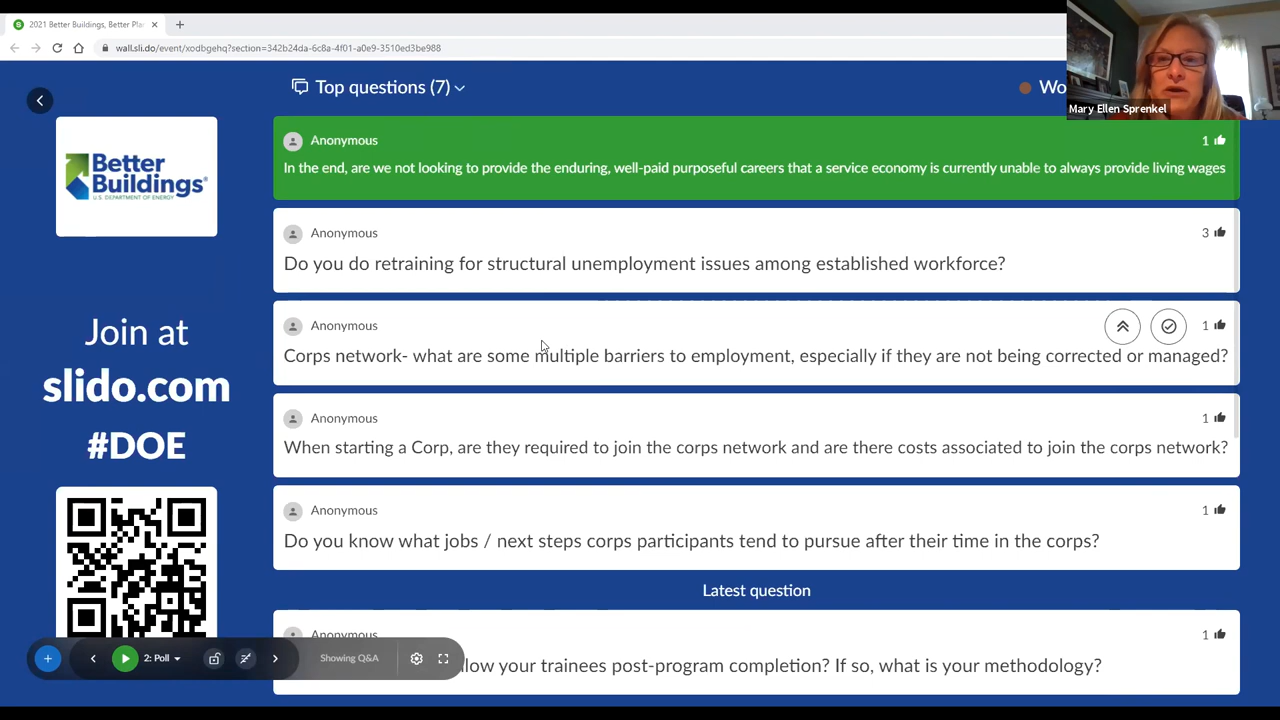 2021 Better Buildings, Better Pla
wall.sli.do/event/xodbgehq?section=342b24da-6c8a-4f01-a0e9-3510ed3be988
Mary Ellen Sprenkel
Top questions (7)
Wo
Better
Buildings®
U.S. DEPARTMENT OF ENERGY
Join at
slido.com
#DOE
Anonymous
1
In the end, are we not looking to provide the enduring, well-paid purposeful careers that a service economy is currently unable to always provide living wages
Anonymous
3
Do you do retraining for structural unemployment issues among established workforce?
Anonymous
1
Corps network- what are some multiple barriers to employment, especially if they are not being corrected or managed?
Anonymous
1
When starting a Corp, are they required to join the corps network and are there costs associated to join the corps network?
Anonymous
1
Do you know what jobs / next steps corps participants tend to pursue after their time in the corps?
Latest question
Anonymous
1
llow your trainees post-program completion? If so, what is your methodology?
2: Poll
Showing Q&A